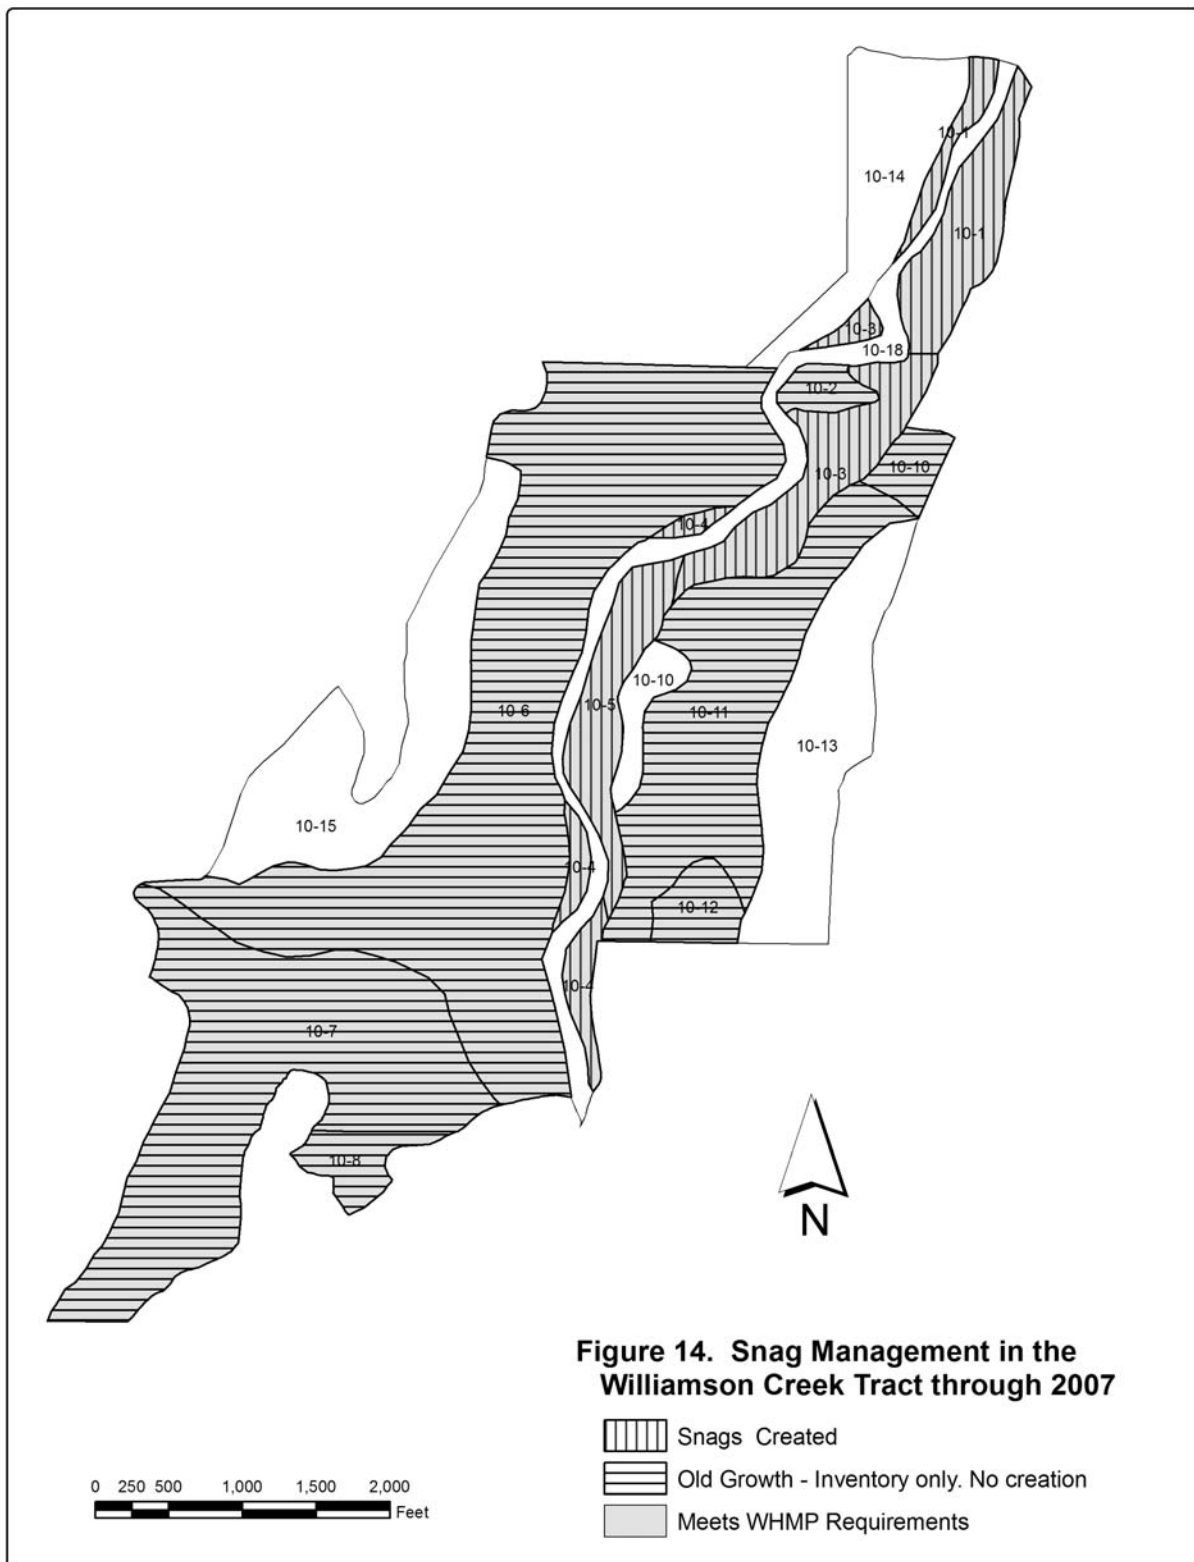 10-1
10-14
10-1
10-3
10-18
10-2
10-10
10-3
10-4
10-10
10-5
10-6
10-11
10-13
10-15
10-4
10-12
10-4
10-7
10-8
N
Figure 14. Snag Management in the
Williamson Creek Tract through 2007
Snags Created
Old Growth - Inventory only. No creation
Meets WHMP Requirements
0 250 500 1,000 1,500 2,000
Feet